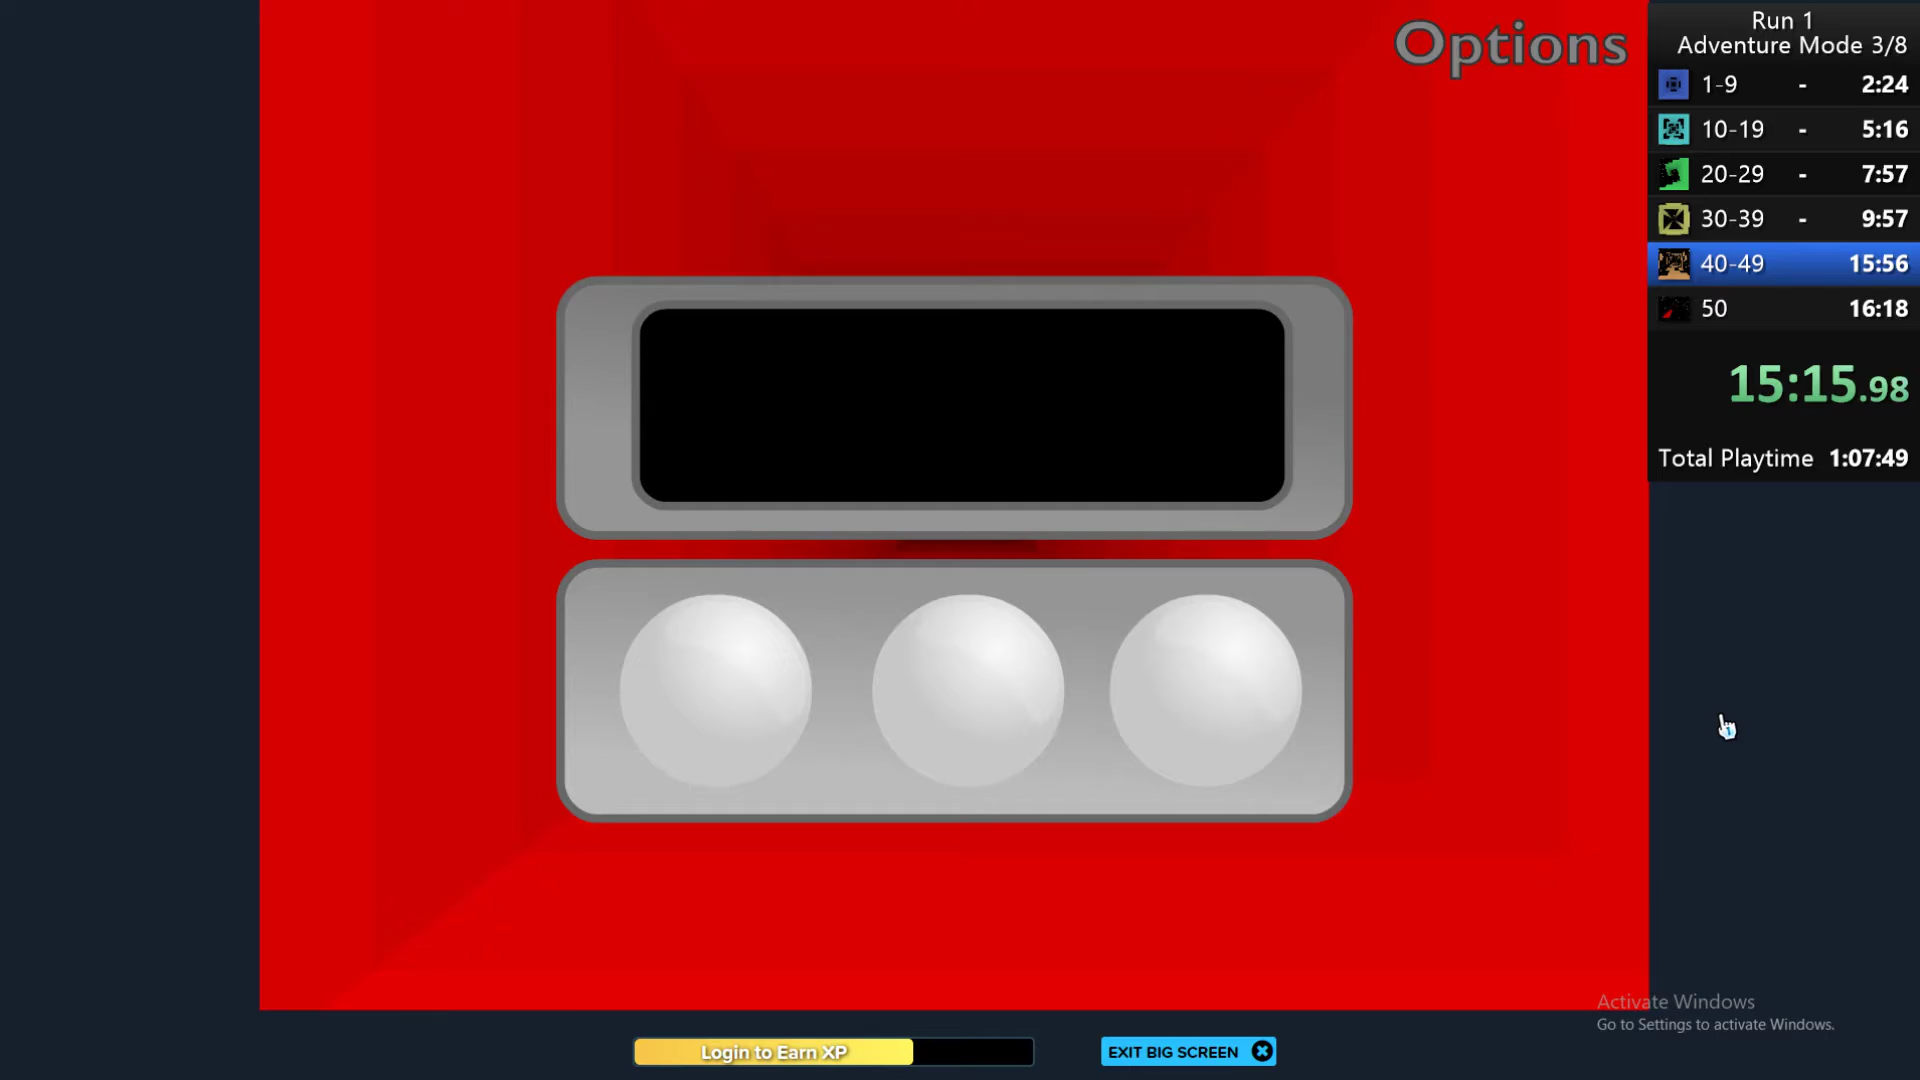 Options
Run 1
Adventure Mode 3/8
1-9 - 2:24
10-19 - 5:16
20-29 - 7:57
30-39 - 9:57
40-49 15:56
50 16:18
15:15.98
Total Playtime 1:07:49
Activate Windows
Go to Settings to activate Windows.
Login to Earn XP
EXIT BIG SCREEN